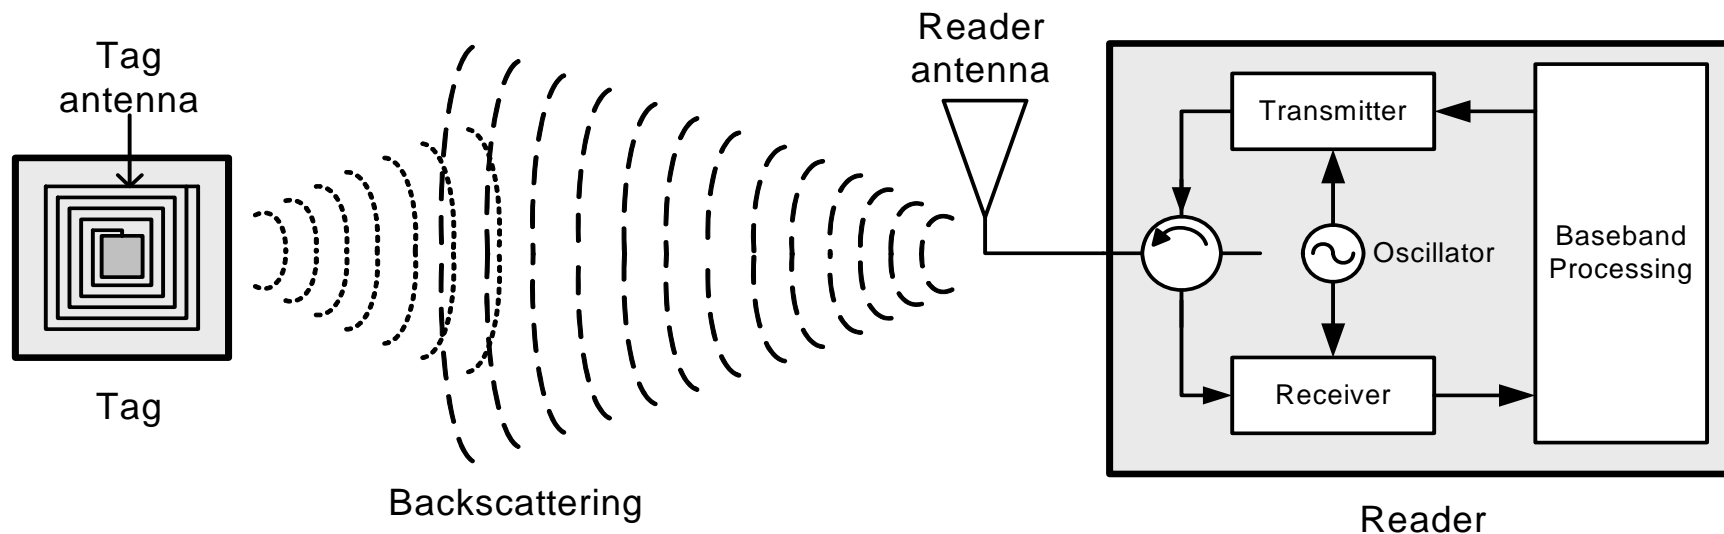 Tag
antenna
Tag
Backscattering
Reader
antenna
Transmitter
Oscillator
Receiver
Baseband
Processing
Reader